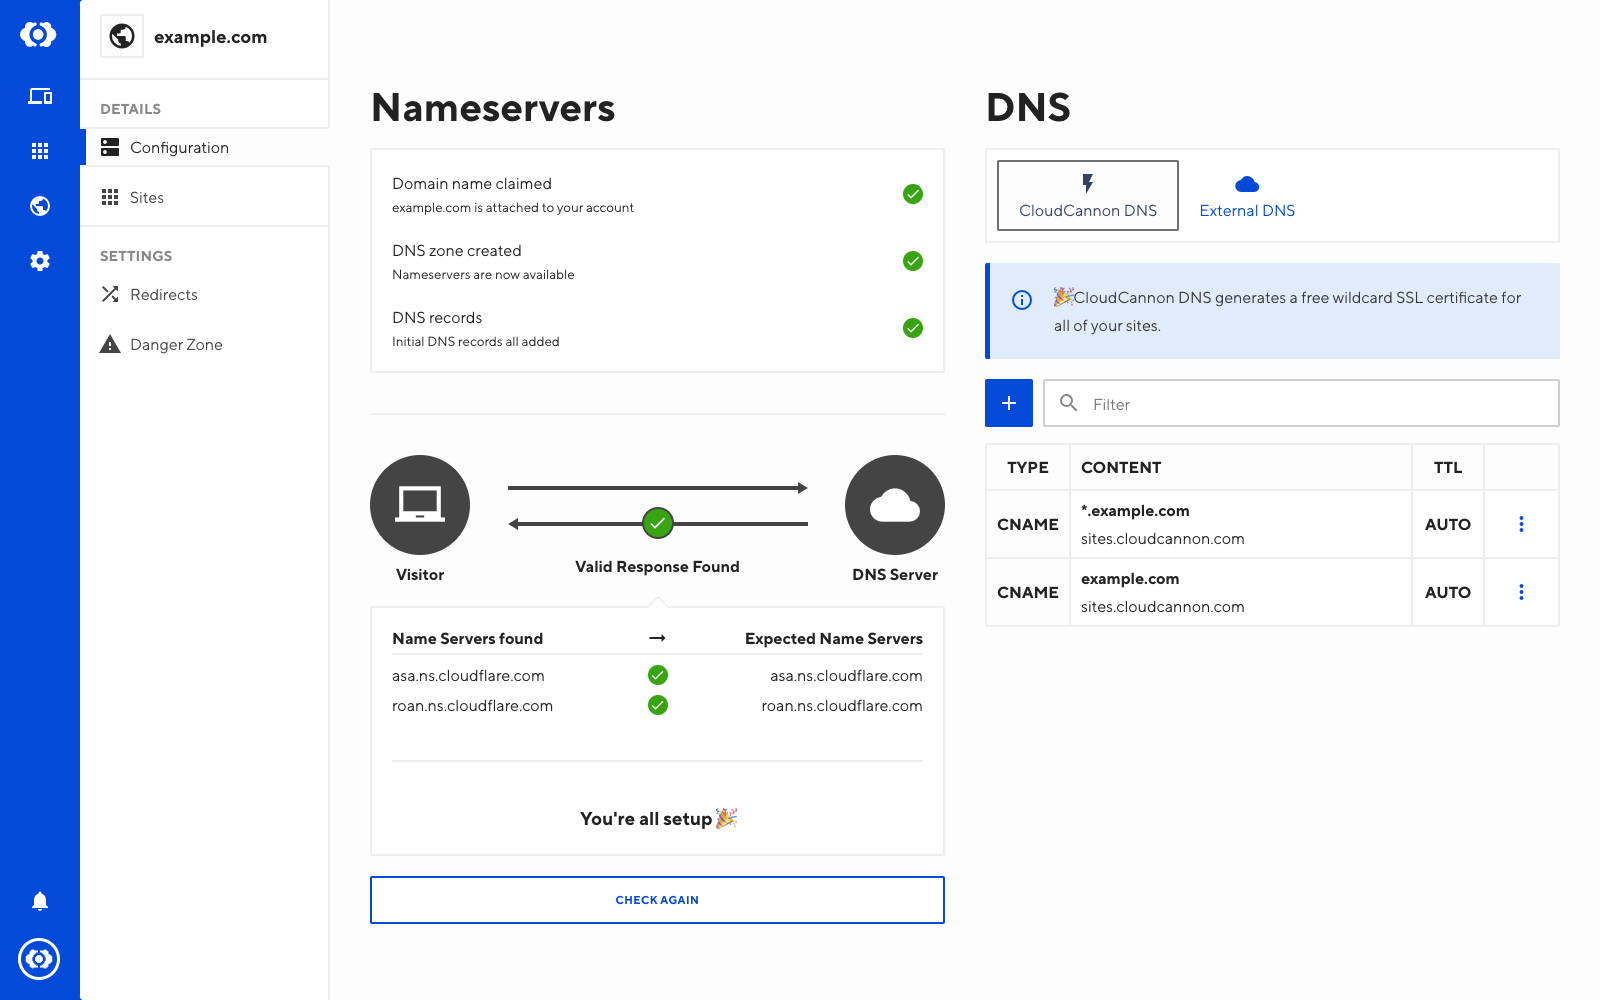 example.com
DETAILS
Configuration
Sites
SETTINGS
Redirects
Danger Zone
Nameservers
Domain name claimed
example.com is attached to your account
DNS zone created
Nameservers are now available
DNS records
Initial DNS records all added
Visitor
Valid Response Found
DNS Server
Name Servers found → Expected Name Servers
asa.ns.cloudflare.com asa.ns.cloudflare.com
roan.ns.cloudflare.com roan.ns.cloudflare.com
You're all setup 🎉
CHECK AGAIN
DNS
CloudCannon DNS
External DNS
🎉CloudCannon DNS generates a free wildcard SSL certificate for
all of your sites.
Filter
TYPE CONTENT TTL
CNAME *.example.com AUTO
sites.cloudcannon.com
CNAME example.com AUTO
sites.cloudcannon.com